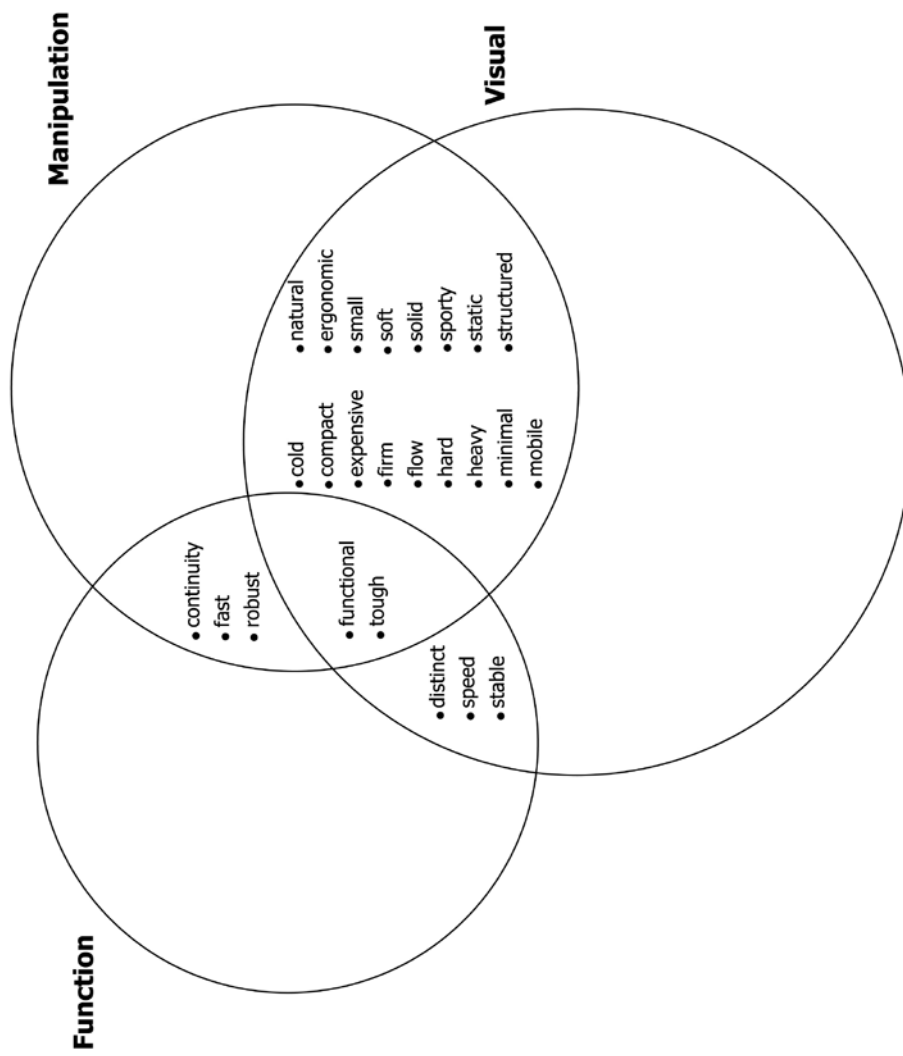 Function
Manipulation
• continuity
• fast
• robust
• cold
• compact
• expensive
• firm
• flow
• hard
• heavy
• minimal
• mobile
• natural
• ergonomic
• small
• soft
• solid
• sporty
• static
• structured
• functional
• tough
• distinct
• speed
• stable
Visual